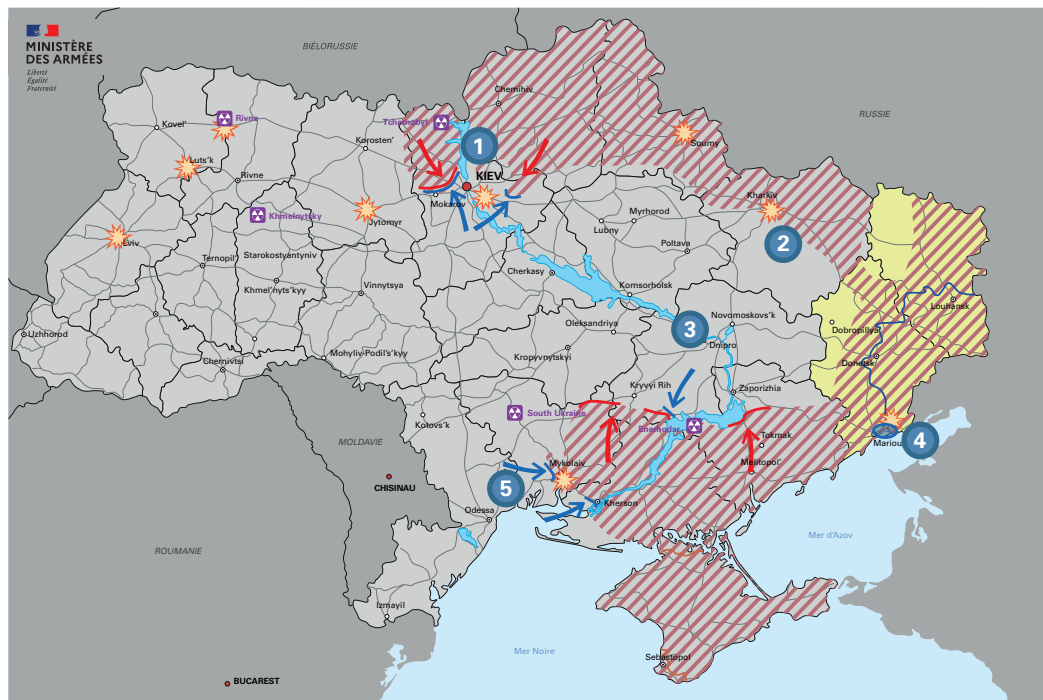 MINISTÈRE
DES ARMÉES
Liberté
Égalité
Fraternité
BIÉLORUSSIE
RUSSIE
Chernihiv
Kovel'
Rivne
Tchernobyl
Korosten'
1
Soumy
Luts'k
Rivne
KIEV
Mokarov
Kharkiv
Khmelnytsky
Jytomyr
Myrhorod
Lubny
2
Lviv
Poltava
Ternopil'
Starokostyantyniv
Cherkasy
Khmel'nyts'kyy
Vinnytsya
Komsorholsk
Louhansk
Uzhhorod
Oleksandriya
3
Novomoskovs'k
Dobropillya
Dnipro
Mohyliv-Podil's'kyy
Kropyvnytskyi
Donetsk
Chernivtsi
Kryvyi Rih
Zaporizhia
Kotovs'k
South Ukraine
Enerhodar
Tokmak
Mariou
4
MOLDAVIE
Mykolaiv
Melitopol'
CHISINAU
5
Kherson
Odessa
Mer d'Azov
ROUMANIE
Izmayil
Mer Noire
Sebastopol
BUCAREST